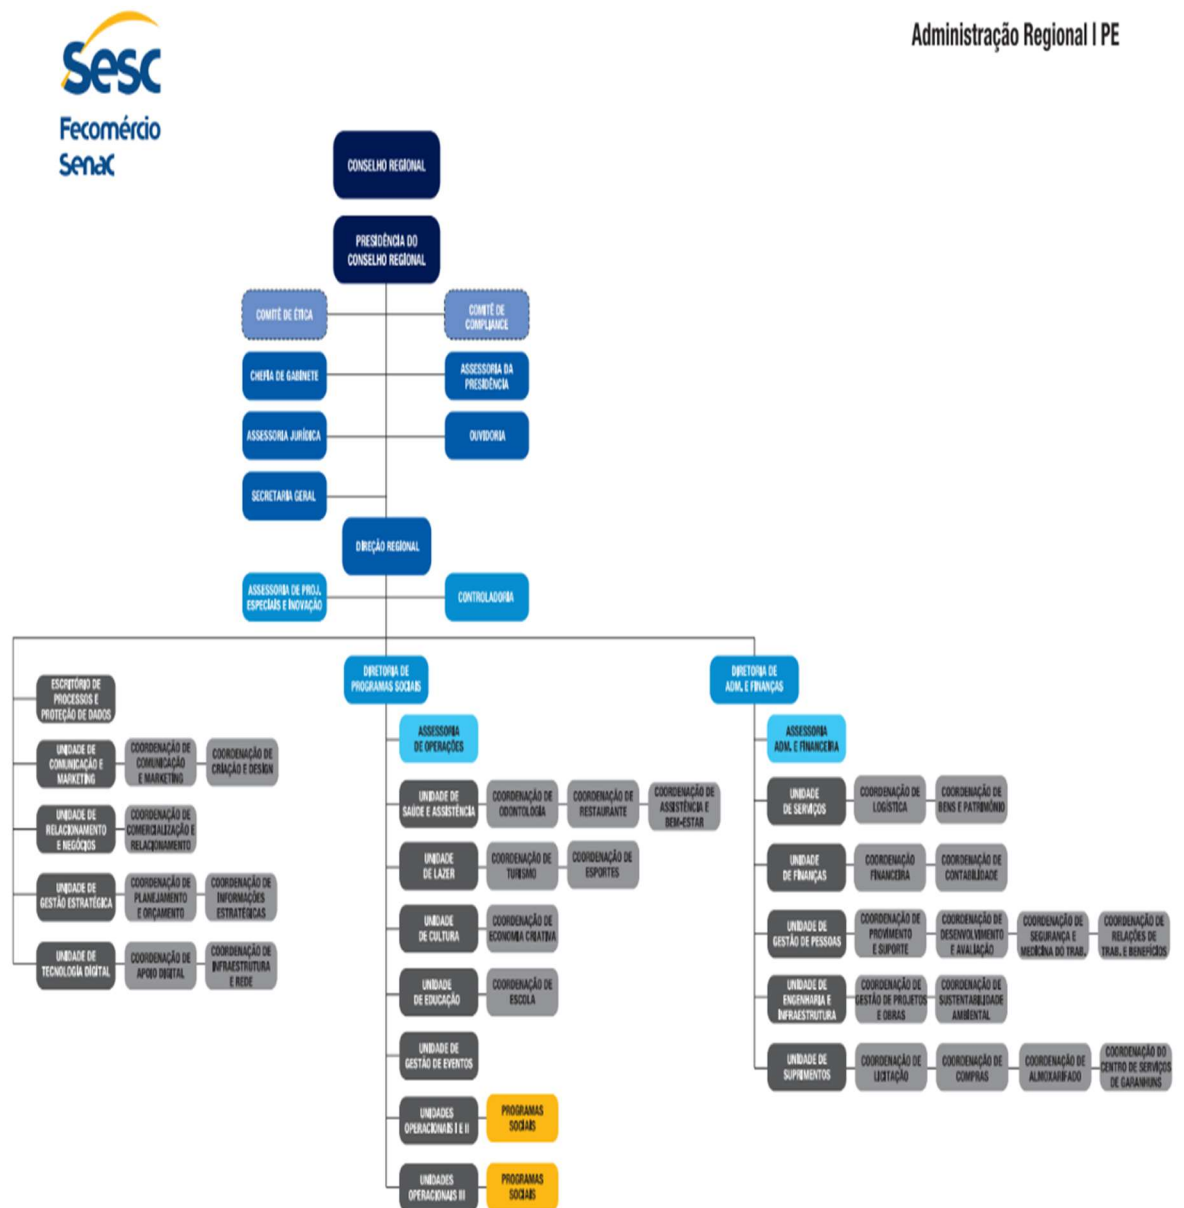 Administração Regional I PE
Sesc
Fecomércio
Senac
CONSELHO REGIONAL
PRESIDÊNCIA DO
CONSELHO REGIONAL
COMITÊ DE ÉTICA
COMITÊ DE
COMPLIANCE
CHEFIA DE GABINETE
ASSESSORIA DA
PRESIDÊNCIA
ASSESSORIA JURÍDICA
OUVIDORIA
SECRETARIA GERAL
DIREÇÃO REGIONAL
ASSESSORIA DE PROJ.
ESPECIAIS E INOVAÇÃO
CONTROLADORIA
ESCRITÓRIO DE
PROCESSOS E
PROTEÇÃO DE DADOS
UNIDADE DE
COMUNICAÇÃO E
MARKETING
COORDENAÇÃO DE
COMUNICAÇÃO
E MARKETING
COORDENAÇÃO DE
CRIAÇÃO E DESIGN
UNIDADE DE
RELACIONAMENTO
E NEGÓCIOS
COORDENAÇÃO DE
COMERCIALIZAÇÃO E
RELACIONAMENTO
UNIDADE DE
GESTÃO ESTRATÉGICA
COORDENAÇÃO DE
PLANEJAMENTO
E ORÇAMENTO
COORDENAÇÃO DE
INFORMAÇÕES
ESTRATÉGICAS
UNIDADE DE
TECNOLOGIA DIGITAL
COORDENAÇÃO DE
APOIO DIGITAL
COORDENAÇÃO DE
INFRAESTRUTURA
E REDE
DIRETORIA DE
PROGRAMAS SOCIAIS
ASSESSORIA
DE OPERAÇÕES
UNIDADE DE
SAÚDE E ASSISTÊNCIA
COORDENAÇÃO DE
ODONTOLOGIA
COORDENAÇÃO DE
RESTAURANTE
COORDENAÇÃO DE
ASSISTÊNCIA E
BEM-ESTAR
UNIDADE
DE LAZER
COORDENAÇÃO DE
TURISMO
COORDENAÇÃO DE
ESPORTES
UNIDADE
DE CULTURA
COORDENAÇÃO DE
ECONOMIA CRIATIVA
UNIDADE
DE EDUCAÇÃO
COORDENAÇÃO DE
ESCOLA
UNIDADE DE
GESTÃO DE EVENTOS
UNIDADES
OPERACIONAIS I E II
PROGRAMAS
SOCIAIS
UNIDADES
OPERACIONAIS III
PROGRAMAS
SOCIAIS
DIRETORIA DE
ADM. E FINANÇAS
ASSESSORIA
ADM. E FINANCEIRA
UNIDADE
DE SERVIÇOS
COORDENAÇÃO DE
LOGÍSTICA
COORDENAÇÃO DE
BENS E PATRIMÔNIO
UNIDADE
DE FINANÇAS
COORDENAÇÃO
FINANCEIRA
COORDENAÇÃO DE
CONTABILIDADE
UNIDADE DE
GESTÃO DE PESSOAS
COORDENAÇÃO DE
PROVIMENTO
E SUPORTE
COORDENAÇÃO DE
DESENVOLVIMENTO
E AVALIAÇÃO
COORDENAÇÃO DE
SEGURANÇA E
MEDICINA DO TRAB.
COORDENAÇÃO DE
RELAÇÕES DE
TRAB. E BENEFÍCIOS
UNIDADE DE
ENGENHARIA E
INFRAESTRUTURA
COORDENAÇÃO DE
GESTÃO DE PROJETOS
E OBRAS
COORDENAÇÃO DE
SUSTENTABILIDADE
AMBIENTAL
UNIDADE DE
SUPRIMENTOS
COORDENAÇÃO DE
LICITAÇÃO
COORDENAÇÃO DE
COMPRAS
COORDENAÇÃO DE
ALMOXARIFADO
COORDENAÇÃO DO
CENTRO DE SERVIÇOS
DE GARANHUNS